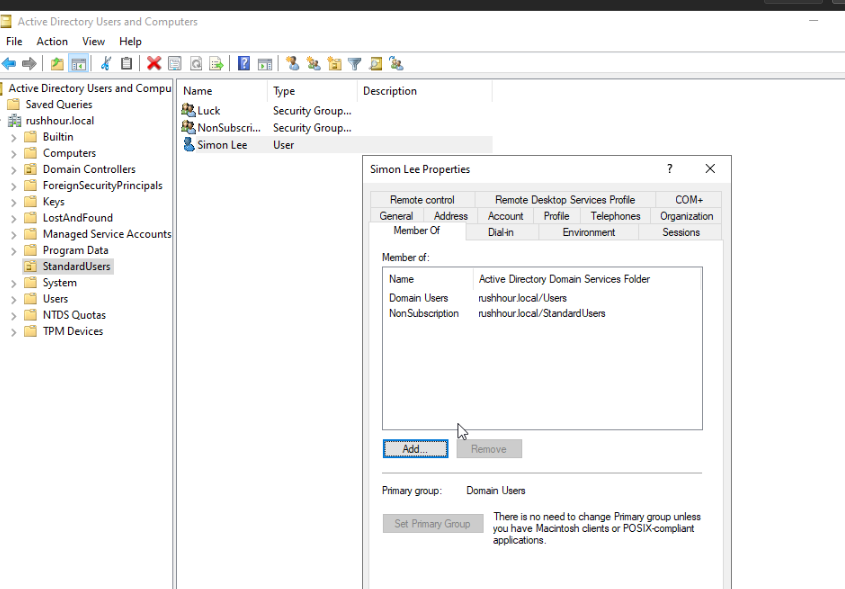 Active Directory Users and Computers
File Action View Help
Active Directory Users and Compu
Saved Queries
rushhour.local
Builtin
Computers
Domain Controllers
ForeignSecurityPrincipals
Keys
LostAndFound
Managed Service Accounts
Program Data
StandardUsers
System
Users
NTDS Quotas
TPM Devices
Name Type Description
Luck Security Group...
NonSubscri... Security Group...
Simon Lee User
Simon Lee Properties
Remote control Remote Desktop Services Profile COM+
General Address Account Profile Telephones Organization
Member Of Dial-in Environment Sessions
Member of:
Name Active Directory Domain Services Folder
Domain Users rushhour.local/Users
NonSubscription rushhour.local/StandardUsers
Add... Remove
Primary group: Domain Users
Set Primary Group
There is no need to change Primary group unless
you have Macintosh clients or POSIX-compliant
applications.